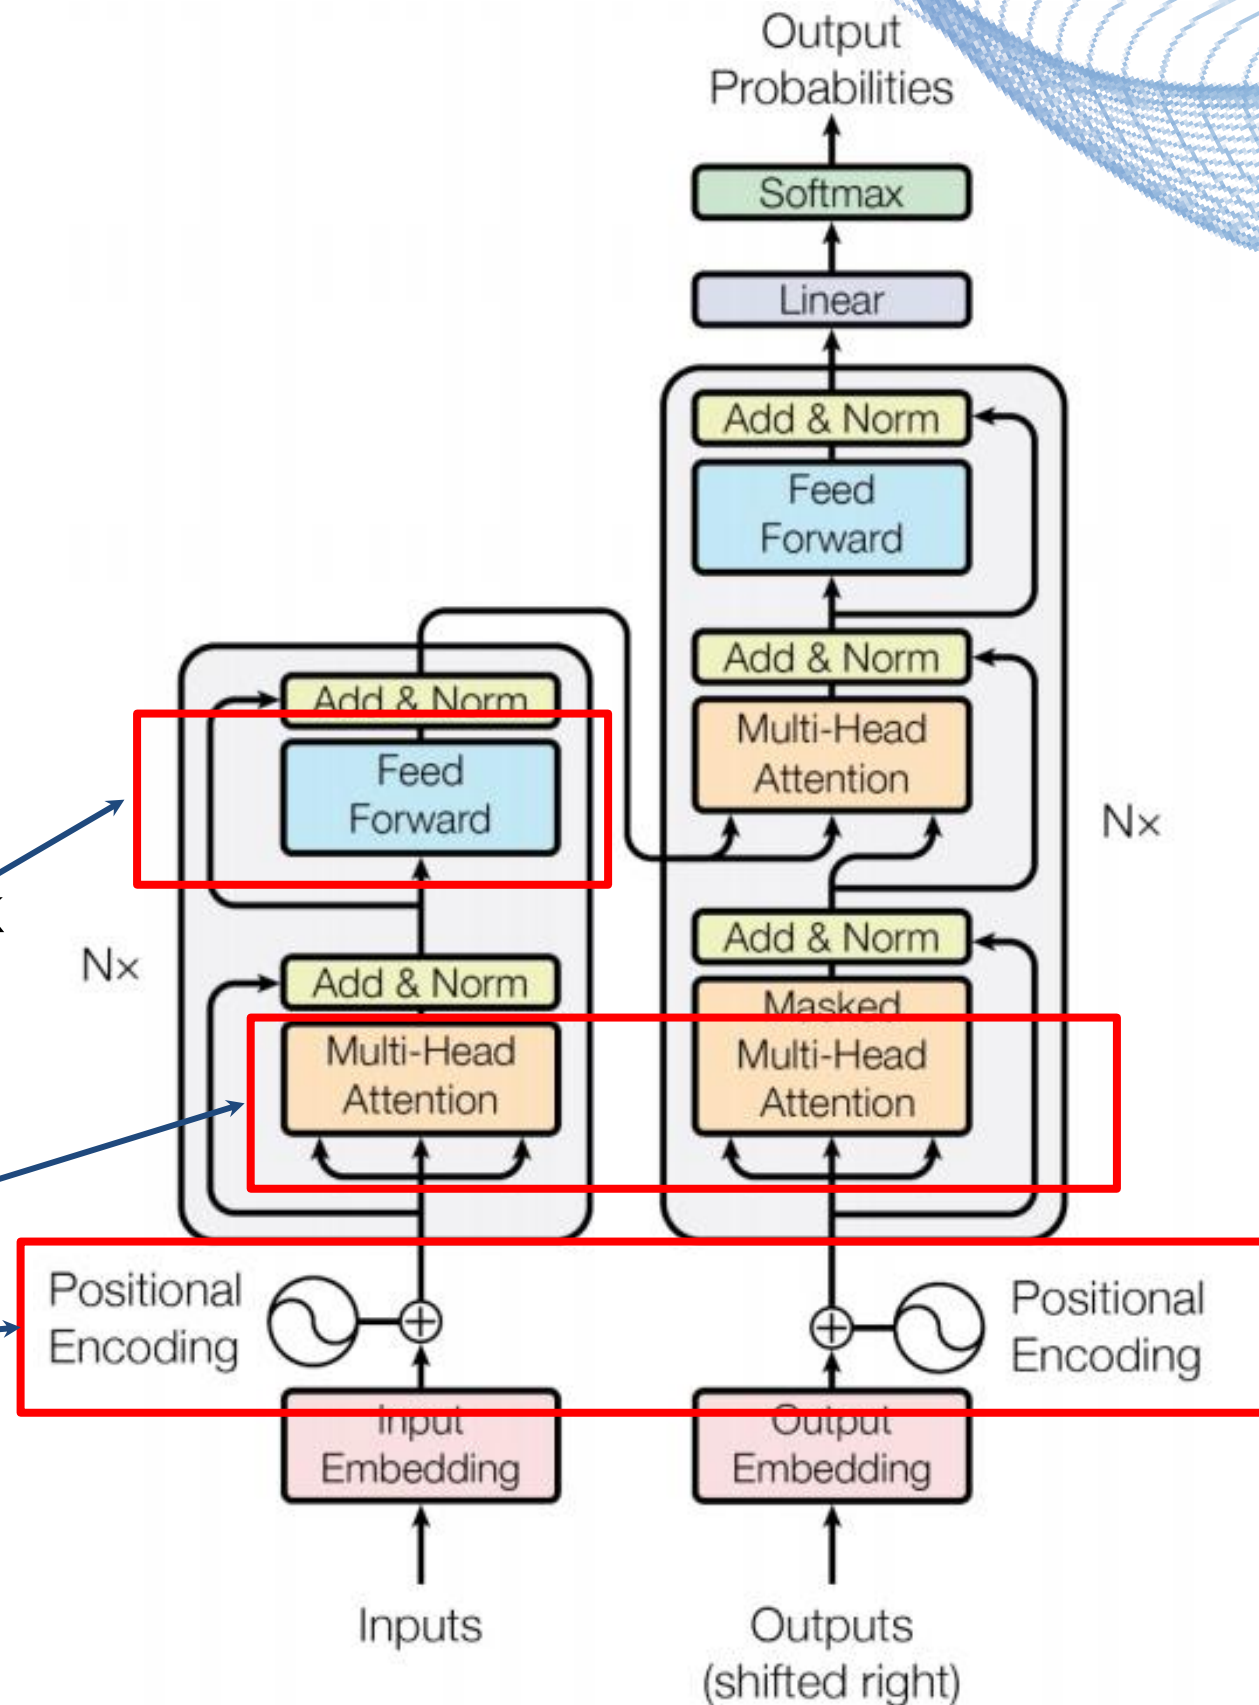 Output
Probabilities
Softmax
Linear
Add & Norm
Feed
Forward
Add & Norm
Multi-Head
Attention
Nx
Add & Norm
Masked
Multi-Head
Attention
Add & Norm
Feed
Forward
Nx
Add & Norm
Multi-Head
Attention
Positional
Encoding
Positional
Encoding
Input
Embedding
Output
Embedding
Inputs
Outputs
(shifted right)